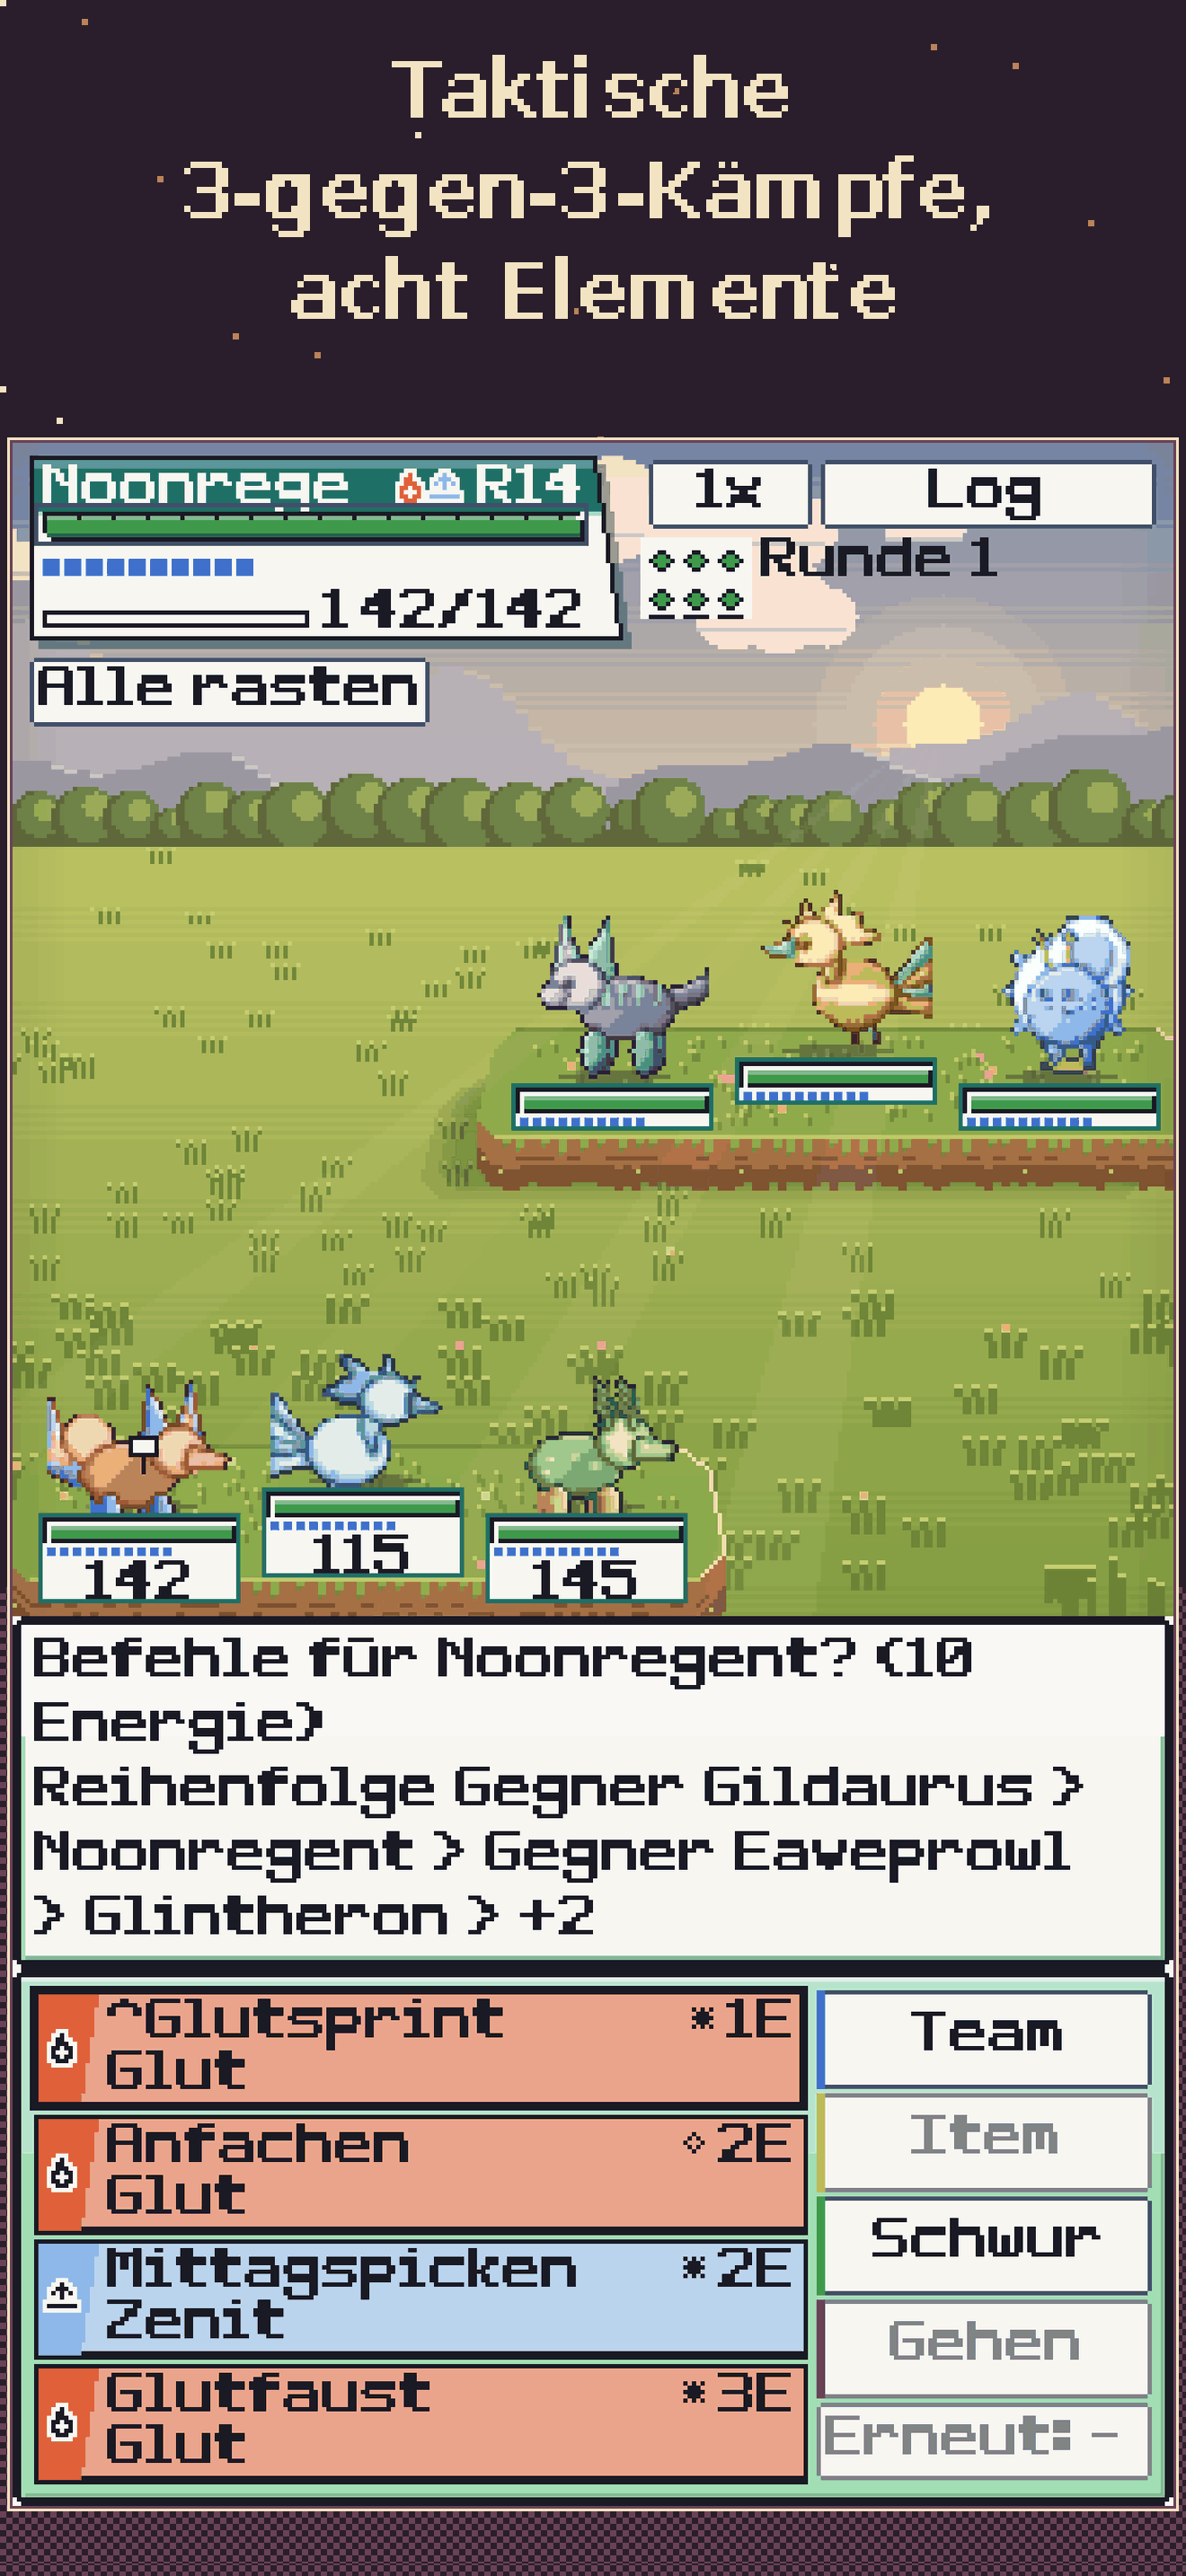 Taktische
3-gegen-3-Kämpfe,
acht Elemente
Noonrege R14
1x
Log
Runde 1
142/142
Alle rasten
142
115
145
Befehle für Noonregent? (10
Energie)
Reihenfolge Gegner Gildaurus >
Noonregent > Gegner Eaweprowl
> Glintheron > +2
^Glutsprint *1E
Glut
Anfachen ◇2E
Glut
Mittagspicken *2E
Zenit
Glutfaust *3E
Glut
Team
Item
Schwur
Gehen
Erneut: -